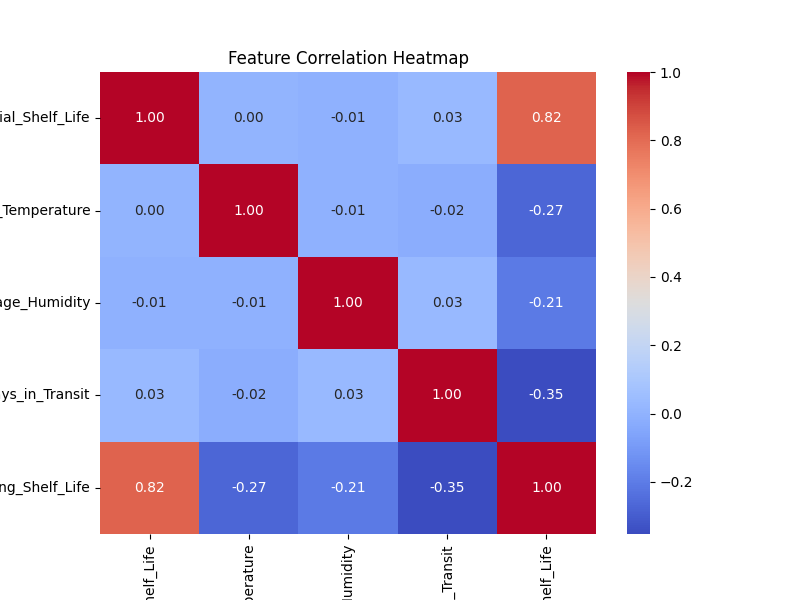 Feature Correlation Heatmap
ial_Shelf_Life 1.00 0.00 -0.01 0.03 0.82
_Temperature 0.00 1.00 -0.01 -0.02 -0.27
age_Humidity -0.01 -0.01 1.00 0.03 -0.21
ys_in_Transit 0.03 -0.02 0.03 1.00 -0.35
ng_Shelf_Life 0.82 -0.27 -0.21 -0.35 1.00
helf_Life
perature
Humidity
_Transit
helf_Life
1.0
0.8
0.6
0.4
0.2
0.0
−0.2